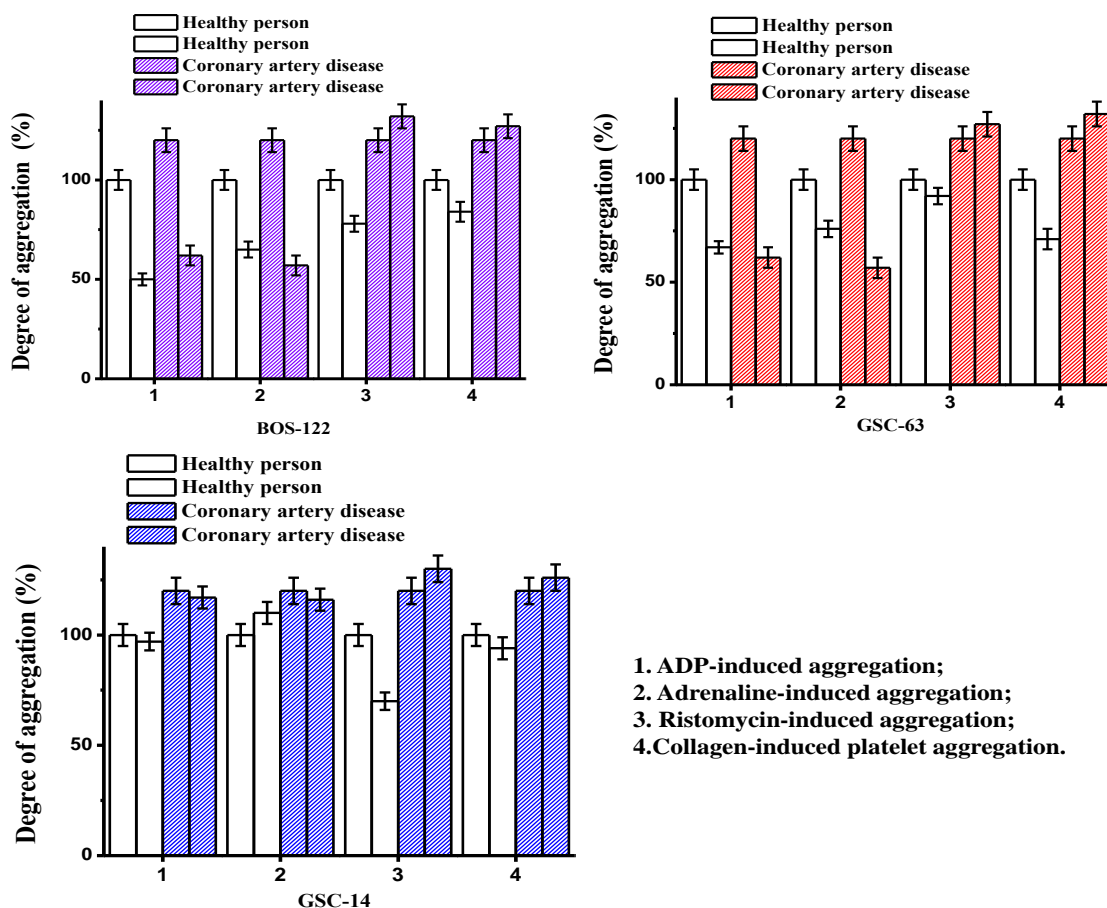 Healthy person
Healthy person
Coronary artery disease
Coronary artery disease
Degree of aggregation (%)
100
50
0
1 2 3 4
BOS-122
Healthy person
Healthy person
Coronary artery disease
Coronary artery disease
Degree of aggregation (%)
100
50
0
1 2 3 4
GSC-63
Healthy person
Healthy person
Coronary artery disease
Coronary artery disease
Degree of aggregation (%)
100
50
0
1 2 3 4
GSC-14
1. ADP-induced aggregation;
2. Adrenaline-induced aggregation;
3. Ristomycin-induced aggregation;
4.Collagen-induced platelet aggregation.